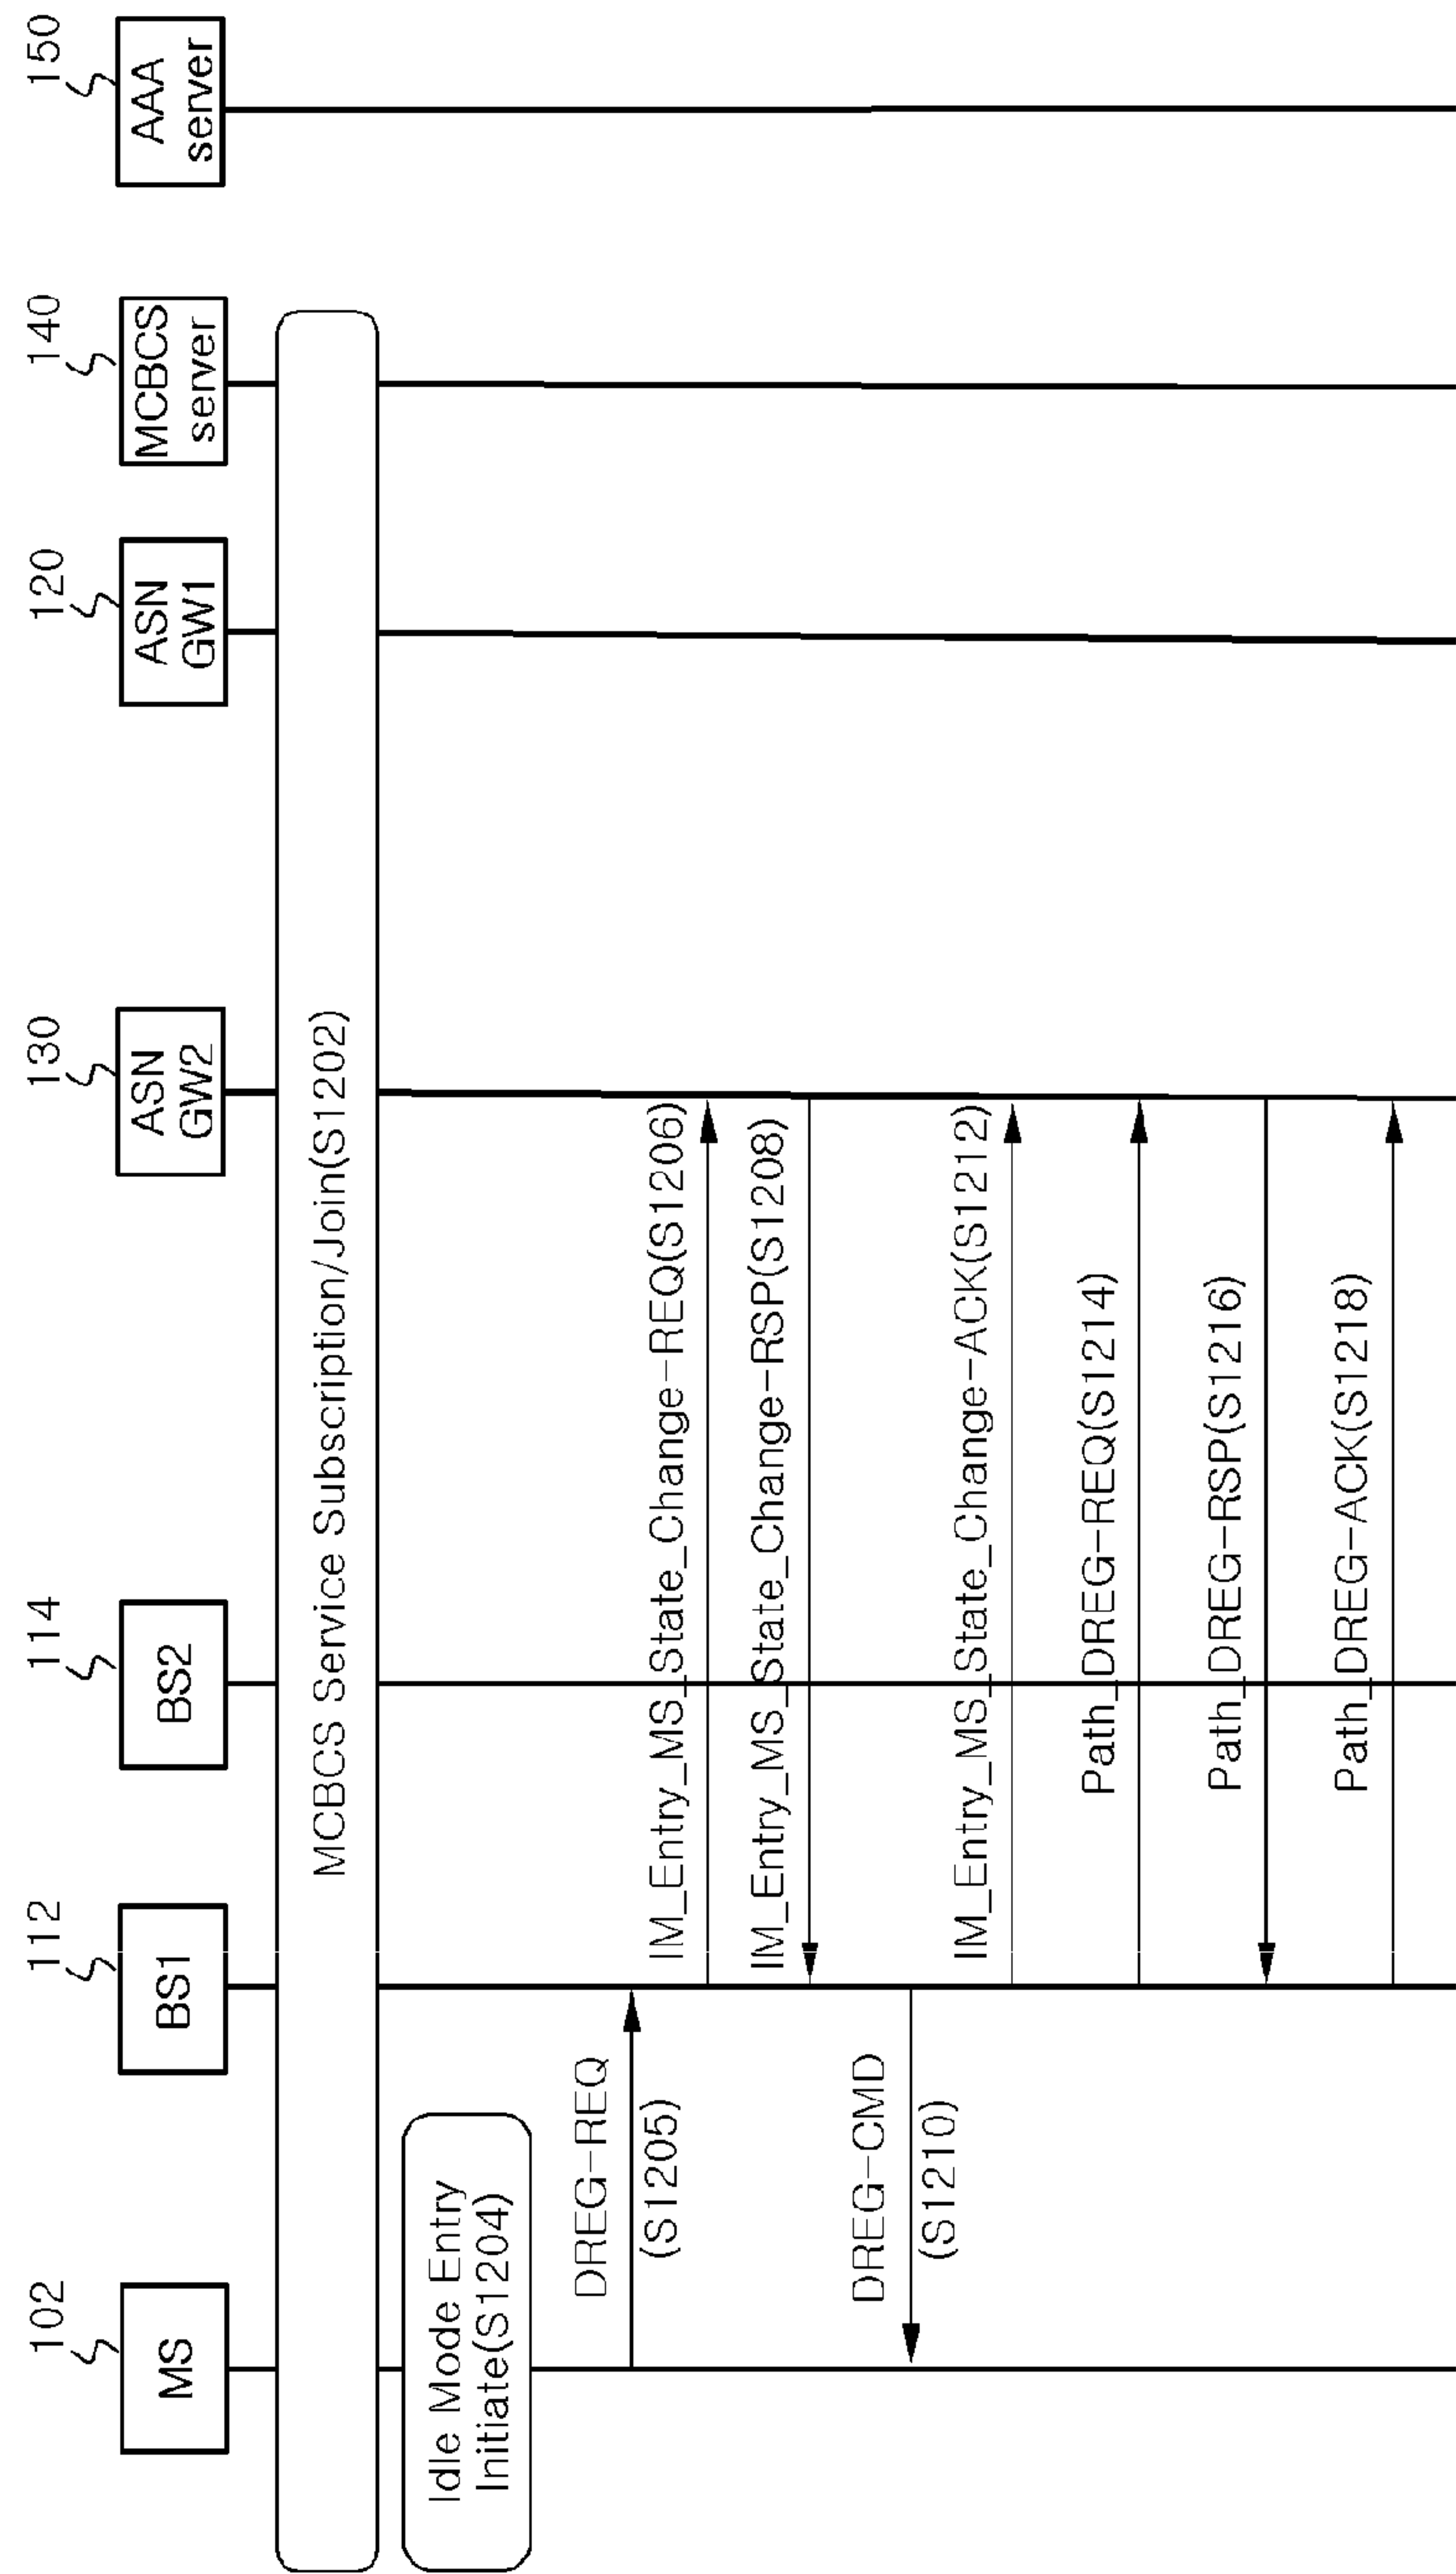 102
112
114
130
120
140
150
MS
BS1
BS2
ASN
GW2
ASN
GW1
MCBCS
server
AAA
server
MCBCS Service Subscription/Join(S1202)
Idle Mode Entry
Initiate(S1204)
DREG-REQ
(S1205)
IM_Entry_MS_State_Change-REQ(S1206)
IM_Entry_MS_State_Change-RSP(S1208)
DREG-CMD
(S1210)
IM_Entry_MS_State_Change-ACK(S1212)
Path_DREG-REQ(S1214)
Path_DREG-RSP(S1216)
Path_DREG-ACK(S1218)